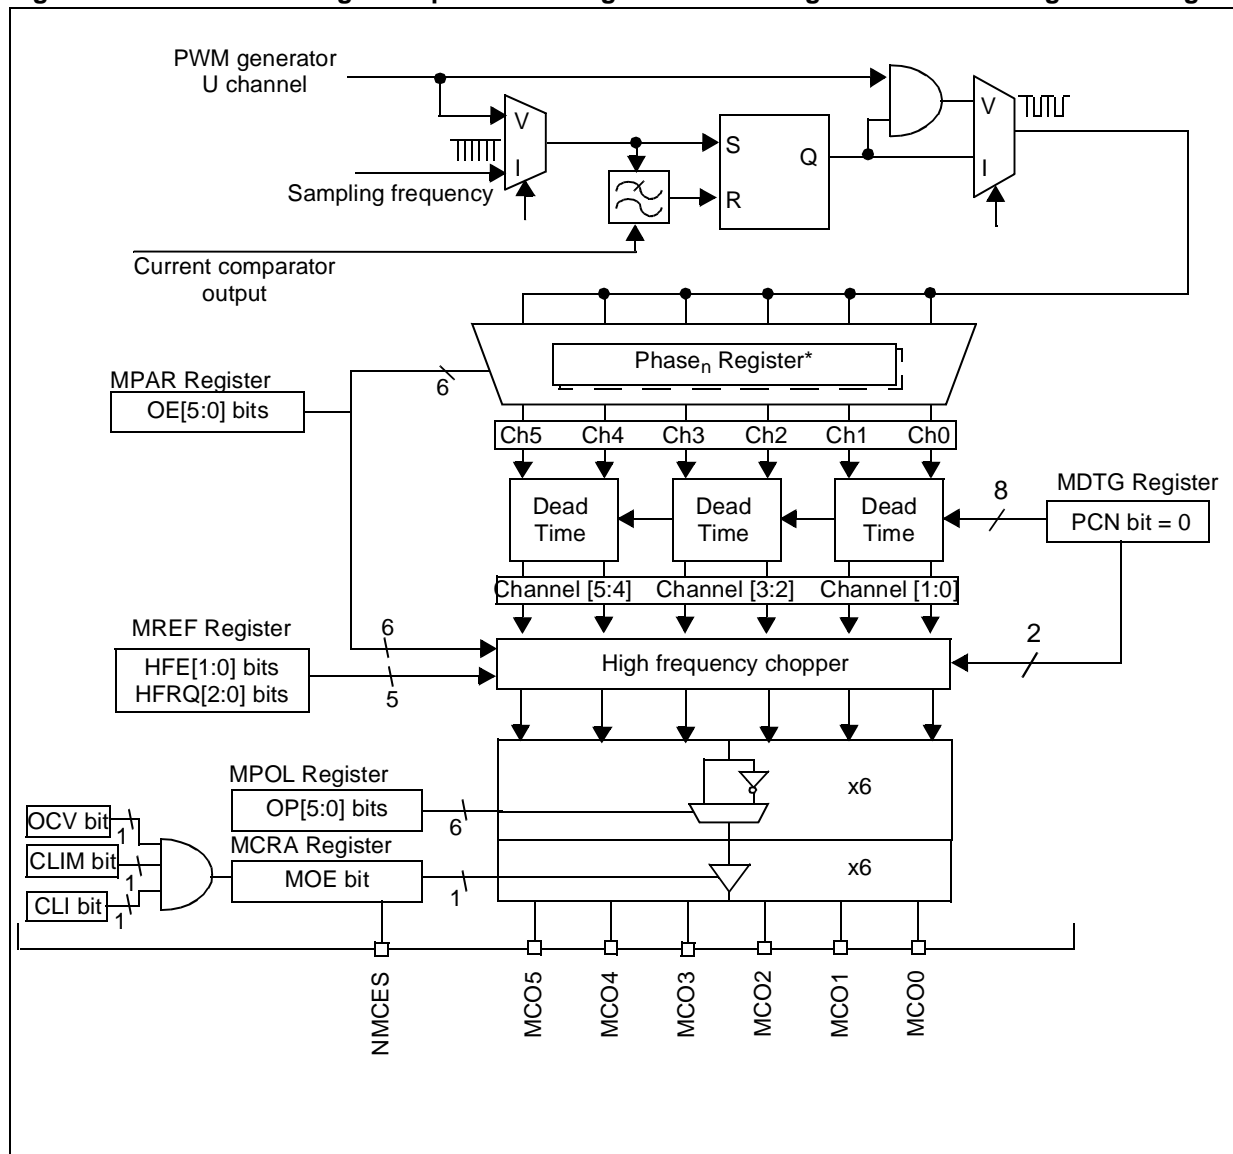 PWM generator
U channel
V
I
Sampling frequency
S
R
Q
V
I
Current comparator
output
Phasen Register*
MPAR Register
OE[5:0] bits
6
Ch5 Ch4 Ch3 Ch2 Ch1 Ch0
Dead
Time
Dead
Time
Dead
Time
8
MDTG Register
PCN bit = 0
Channel [5:4] Channel [3:2] Channel [1:0]
MREF Register
HFE[1:0] bits
HFRQ[2:0] bits
6
5
High frequency chopper
2
MPOL Register
OP[5:0] bits
6
x6
OCV bit
1
CLIM bit
1
CLI bit
1
MCRA Register
MOE bit
1
x6
NMCES
MCO5
MCO4
MCO3
MCO2
MCO1
MCO0